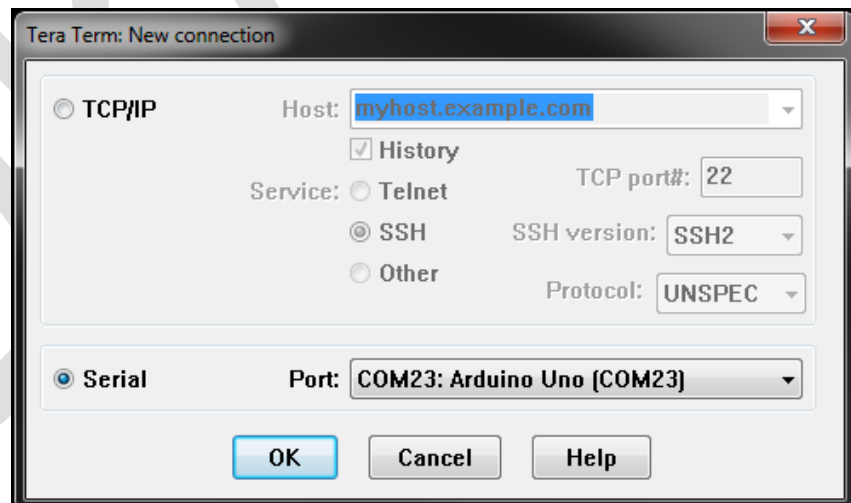 Tera Term: New connection
TCP/IP
Host: myhost.example.com
History
Service: Telnet
TCP port#: 22
SSH
SSH version: SSH2
Other
Protocol: UNSPEC
Serial
Port: COM23: Arduino Uno (COM23)
OK Cancel Help